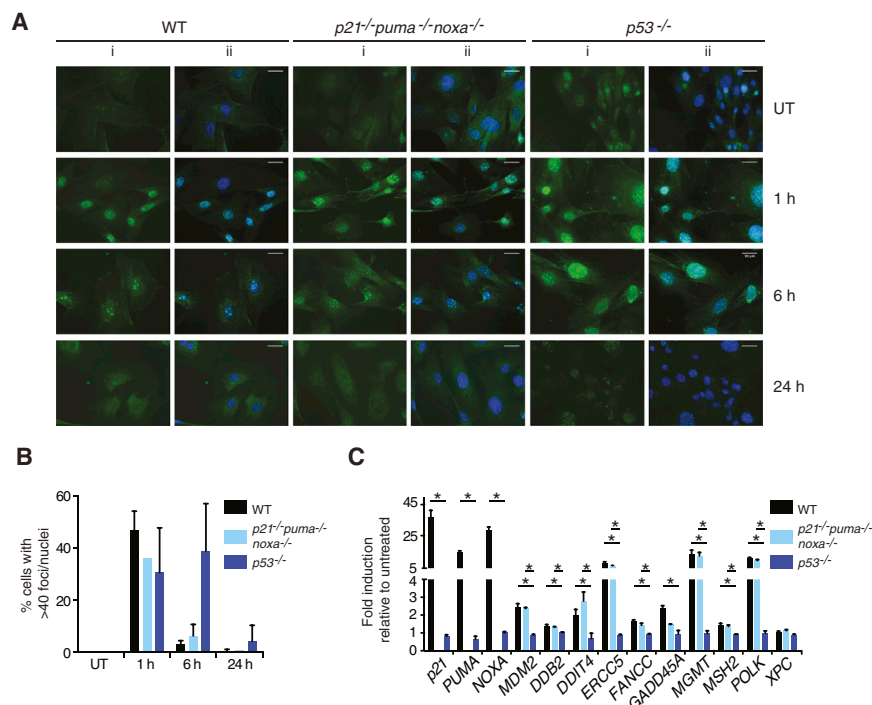 A
WT
p21-/-puma-/-noxa-/-
p53-/-
i
ii
i
ii
i
ii
UT
1 h
6 h
24 h
B
% cells with
>40 foci/nuclei
60
40
20
0
UT
1 h
6 h
24 h
WT
p21-/-puma-/-
noxa-/-
p53-/-
C
Fold induction
relative to untreated
45
25
5
4
3
2
1
0
* * * * * * * * * * * * * * * * * * *
p21
PUMA
NOXA
MDM2
DDB2
DDIT4
ERCC5
FANCC
GADD45A
MGMT
MSH2
POLK
XPC
WT
p21-/-puma-/-
noxa-/-
p53-/-